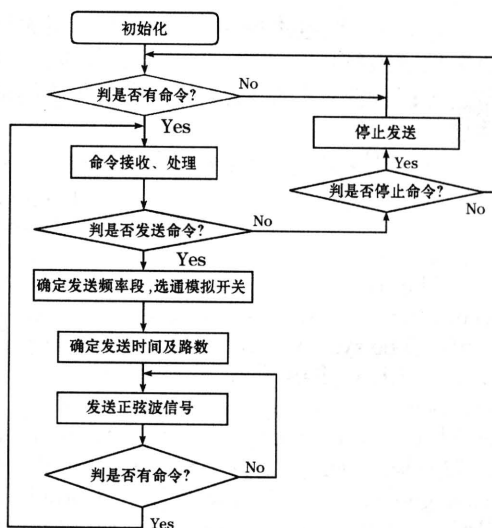 初始化
判是否有命令?
No
Yes
停止发送
命令接收、处理
Yes
判是否停止命令?
No
判是否发送命令?
No
Yes
确定发送频率段,选通模拟开关
确定发送时间及路数
发送正弦波信号
判是否有命令?
No
Yes